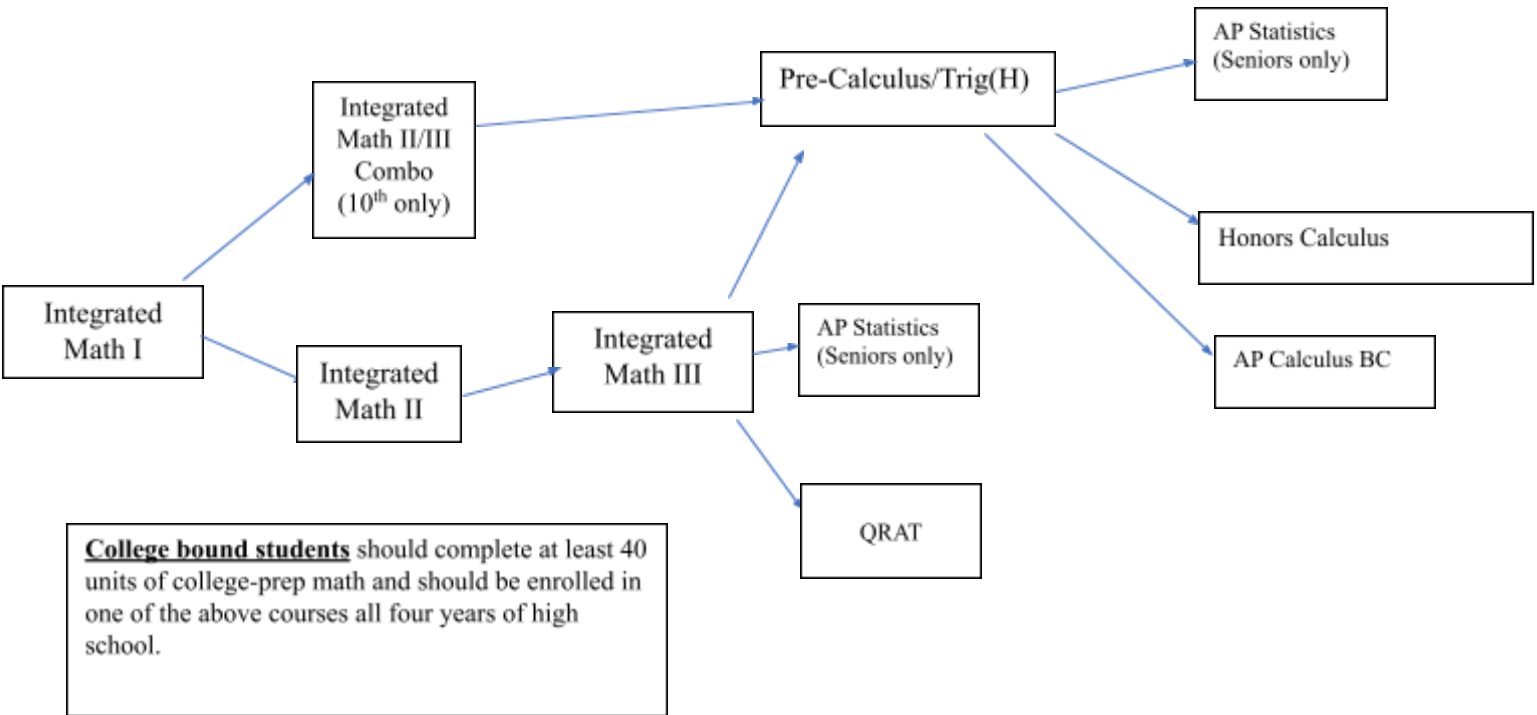 AP Statistics
(Seniors only)
Pre-Calculus/Trig(H)
Integrated
Math II/III
Combo
(10th only)
Honors Calculus
Integrated
Math I
AP Statistics
(Seniors only)
Integrated
Math III
AP Calculus BC
Integrated
Math II
QRAT
College bound students should complete at least 40
units of college-prep math and should be enrolled in
one of the above courses all four years of high
school.